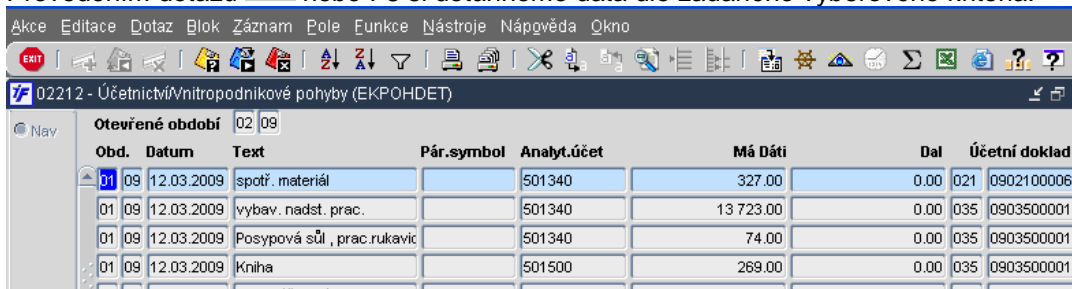 Akce Editace Dotaz Blok Záznam Pole Funkce Nástroje Nápověda Okno
EXIT
02212 - Účetnictví/Vnitropodnikové pohyby (EKPOHDET)
Nav
Otevřené období 02 09
Obd. Datum Text Pár.symbol Analyt.účet Má Dáti Dal Účetní doklad
01 09 12.03.2009 spotř. materiál 501340 327.00 0.00 021 0902100006
01 09 12.03.2009 vybav. nadst. prac. 501340 13 723.00 0.00 035 0903500001
01 09 12.03.2009 Posypová sůl , prac.rukavic 501340 74.00 0.00 035 0903500001
01 09 12.03.2009 Kniha 501500 269.00 0.00 035 0903500001